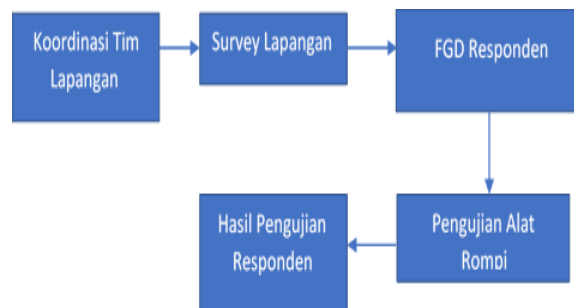 Koordinasi Tim
Lapangan
Survey Lapangan
FGD Responden
Pengujian Alat
Rompi
Hasil Pengujian
Responden